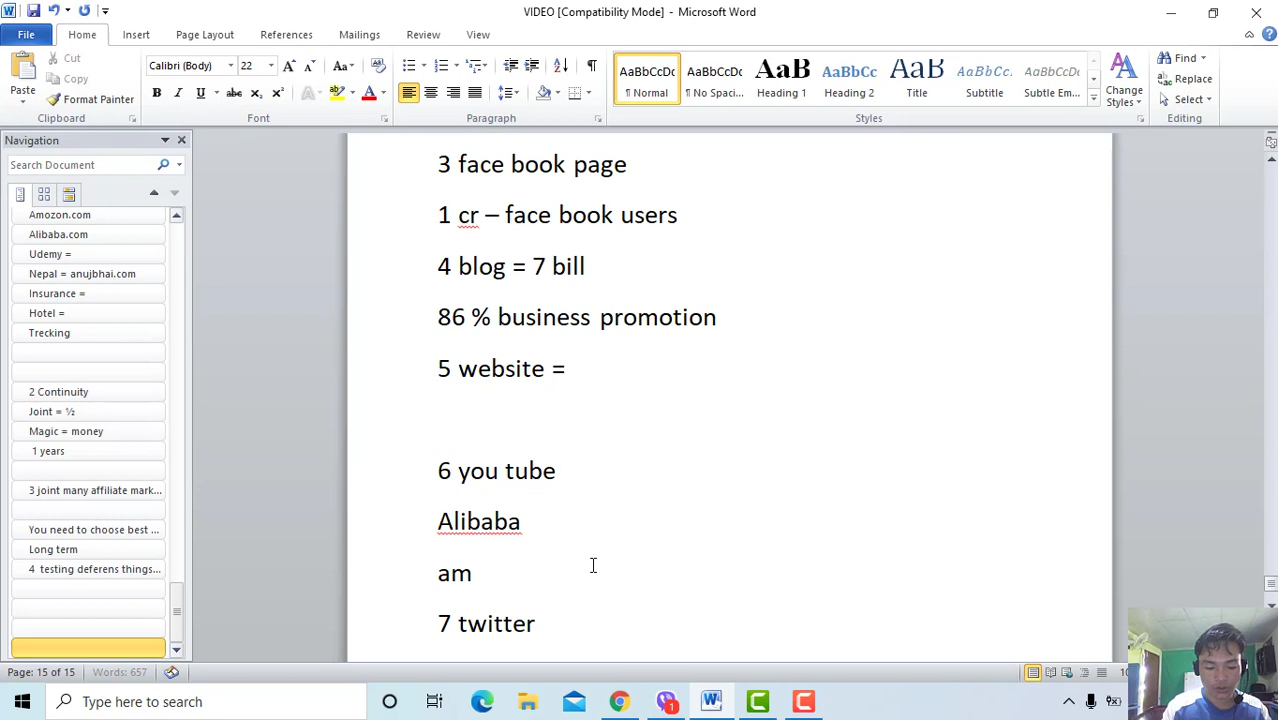 VIDEO [Compatibility Mode] - Microsoft Word
File Home Insert Page Layout References Mailings Review View
Paste
Cut
Copy
Format Painter
Clipboard
Calibri (Body) 22
Font
Paragraph
AaBbCcDc
¶ Normal
AaBbCcDc
¶ No Spaci...
AaB
Heading 1
AaBbCc
Heading 2
AaB
Title
AaBbCc.
Subtitle
AaBbCcDc
Subtle Em...
Change Styles
Styles
Find
Replace
Select
Editing
Navigation
Search Document
Amozon.com
Alibaba.com
Udemy =
Nepal = anujbhai.com
Insurance =
Hotel =
Trecking
2 Continuity
Joint = ½
Magic = money
1 years
3 joint many affiliate mark...
You need to choose best ...
Long term
4 testing deferens things...
3 face book page
1 cr – face book users
4 blog = 7 bill
86 % business promotion
5 website =
6 you tube
Alibaba
am
7 twitter
Page: 15 of 15
Words: 657
Type here to search